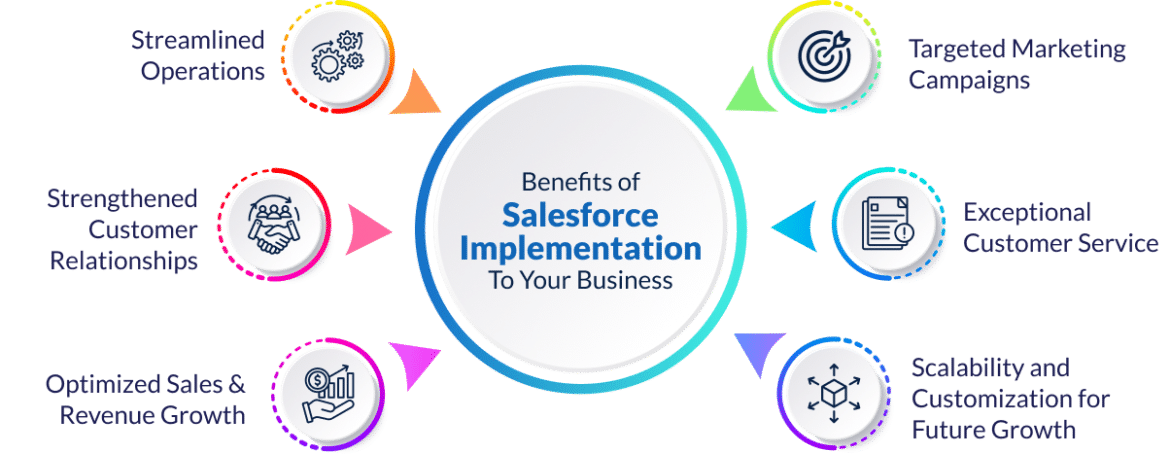 Streamlined
Operations
Strengthened
Customer
Relationships
Optimized Sales &
Revenue Growth
Benefits of
Salesforce
Implementation
To Your Business
Targeted Marketing
Campaigns
Exceptional
Customer Service
Scalability and
Customization for
Future Growth